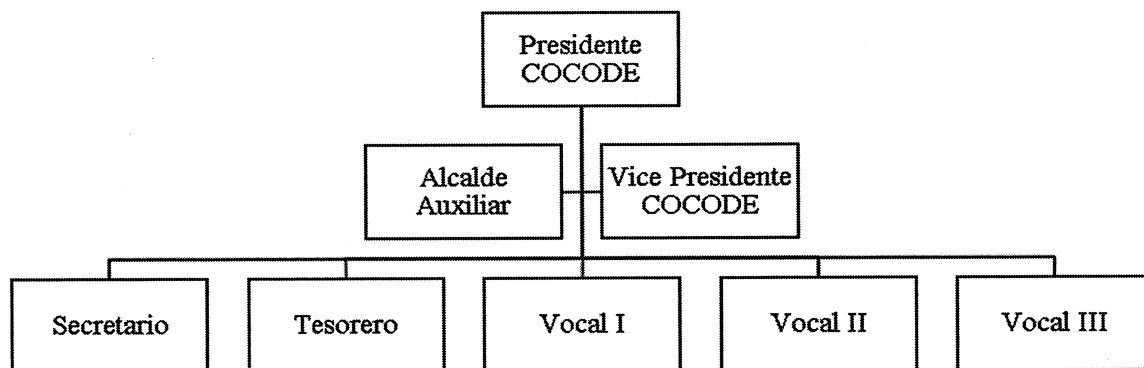 Presidente
COCODE
Alcalde
Auxiliar
Vice Presidente
COCODE
Secretario
Tesorero
Vocal I
Vocal II
Vocal III